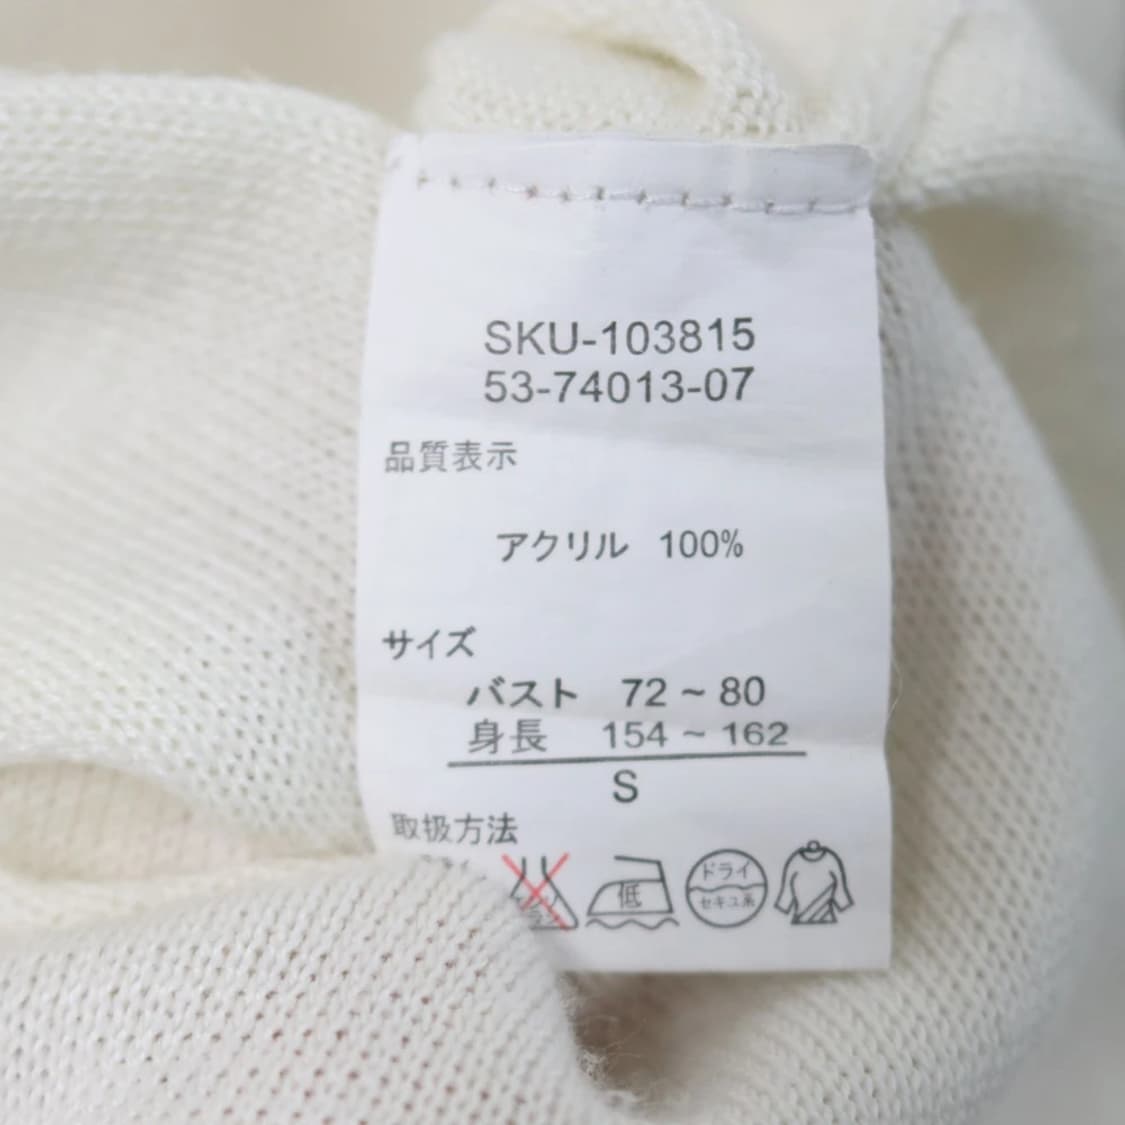 SKU-103815
53-74013-07
品質表示
アクリル 100%
サイズ
バスト 72 ~ 80
身長 154 ~ 162
S
取扱方法
低
ドライ
セキユ系